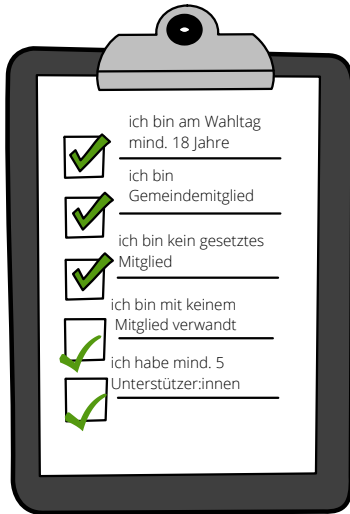 ich bin am Wahltag
mind. 18 Jahre
ich bin
Gemeindemitglied
ich bin kein gesetztes
Mitglied
ich bin mit keinem
Mitglied verwandt
ich habe mind. 5
Unterstützer:innen